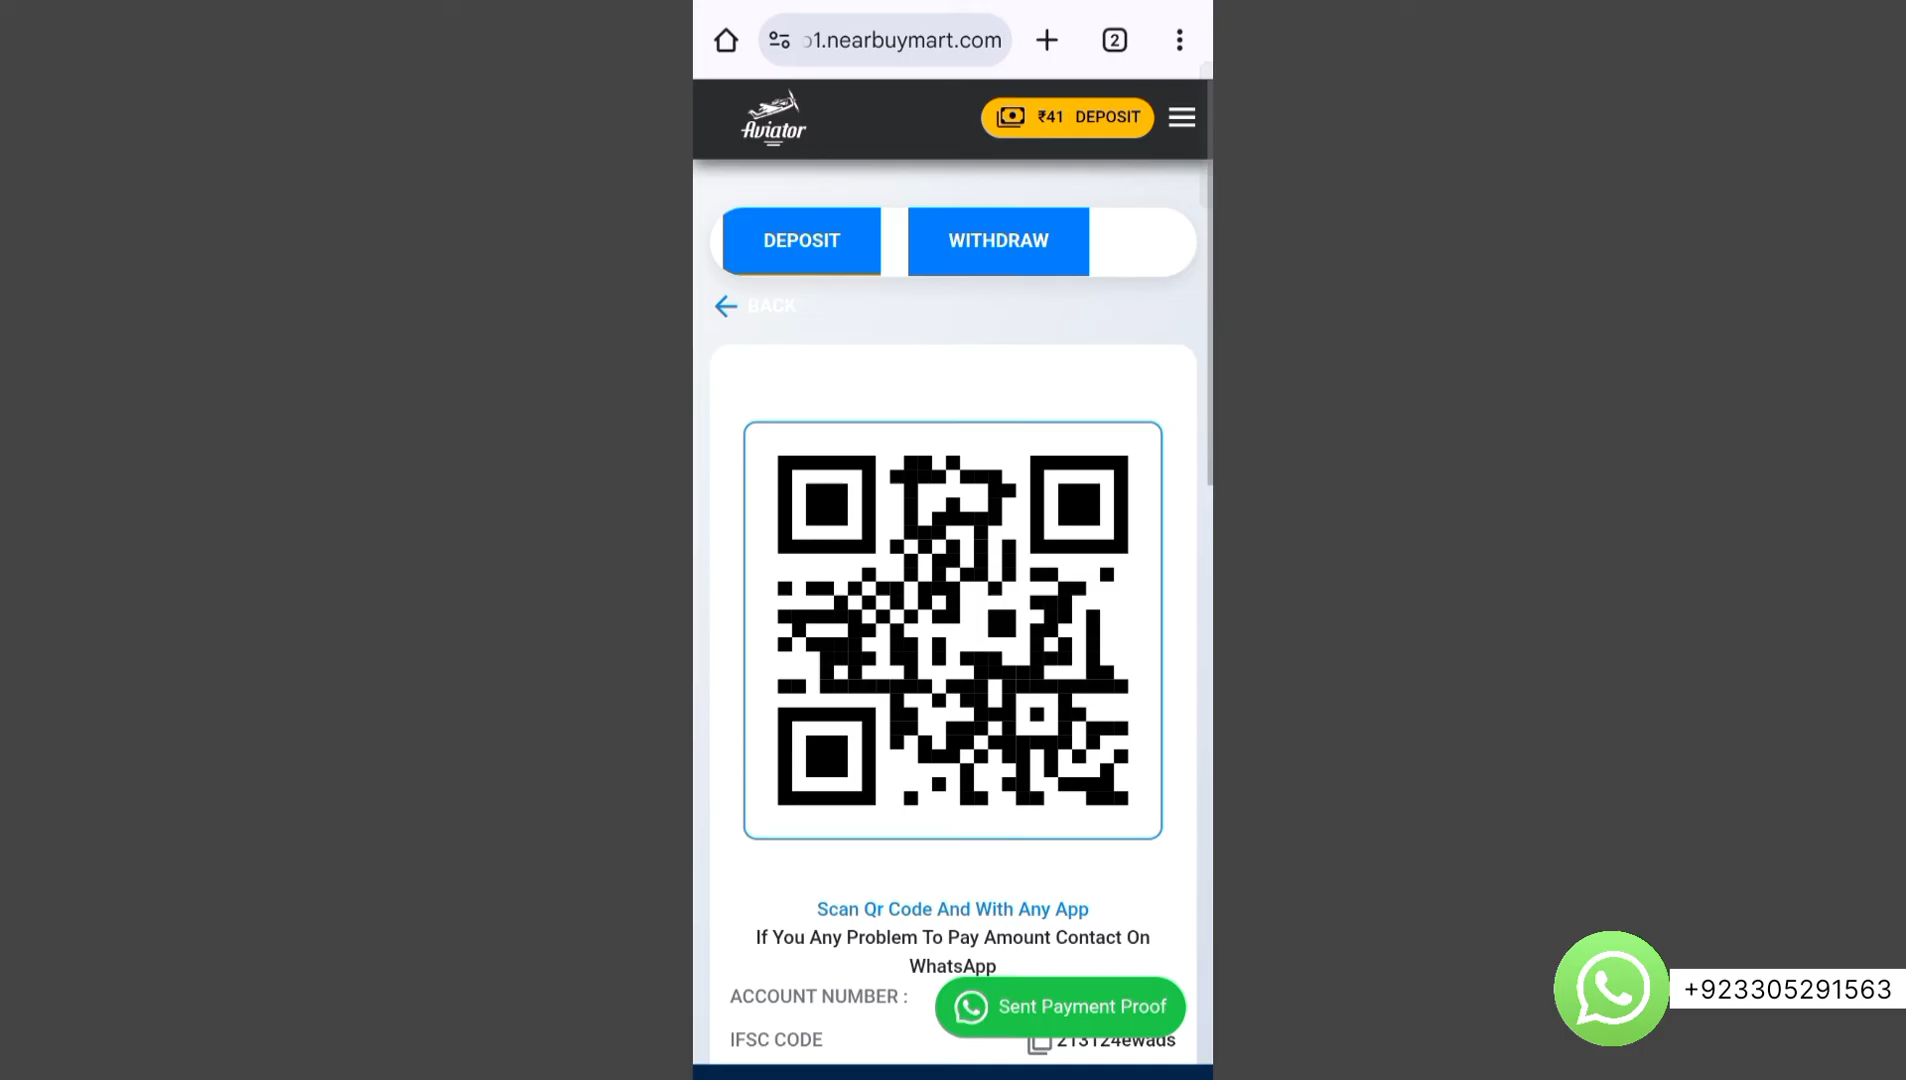 1.nearbuymart.com
2
Aviator
₹41 DEPOSIT
DEPOSIT
WITHDRAW
BACK
Scan Qr Code And With Any App
If You Any Problem To Pay Amount Contact On
WhatsApp
ACCOUNT NUMBER :
Sent Payment Proof
IFSC CODE
213124ewads
+923305291563